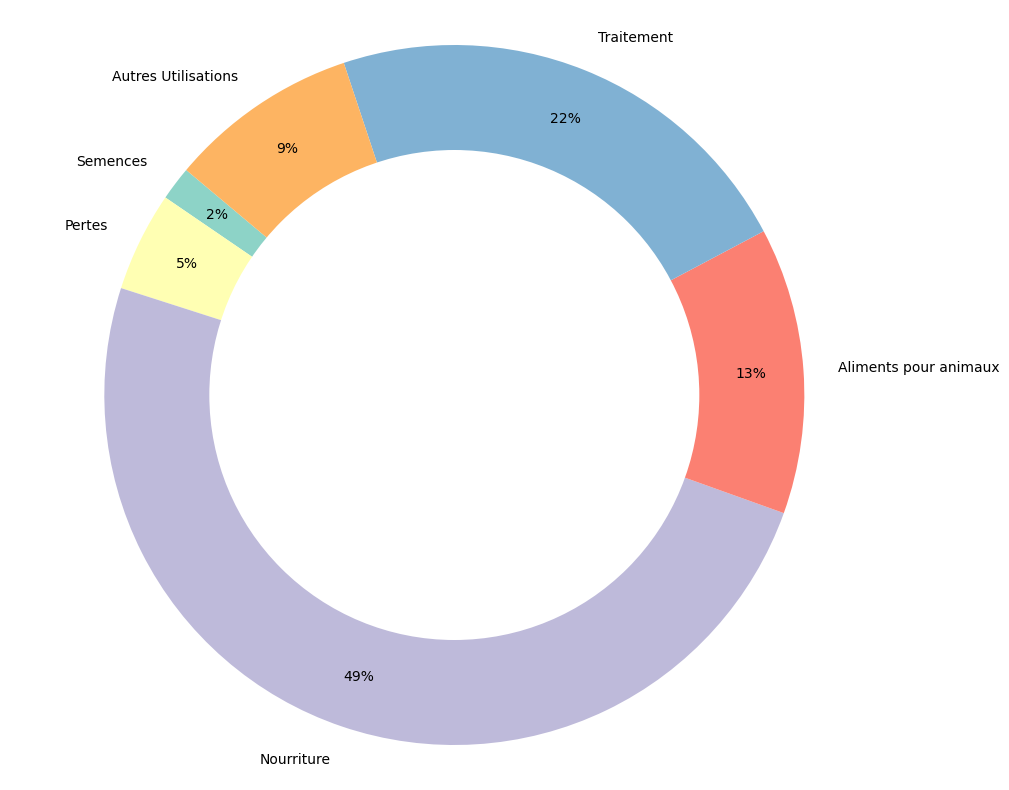 Traitement
22%
Autres Utilisations
9%
Semences
2%
Pertes
5%
Aliments pour animaux
13%
49%
Nourriture